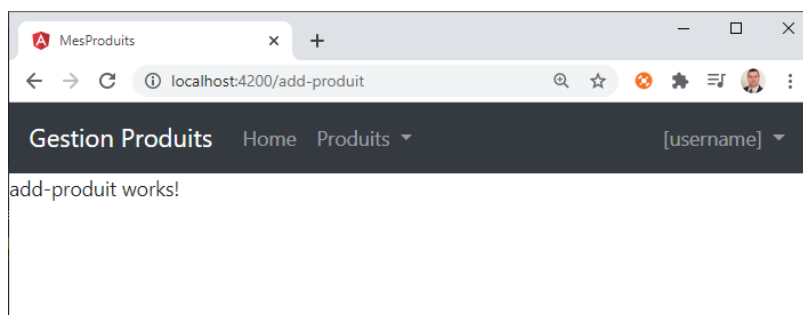 MesProduits
localhost:4200/add-produit
Gestion Produits Home Produits [username]
add-produit works!